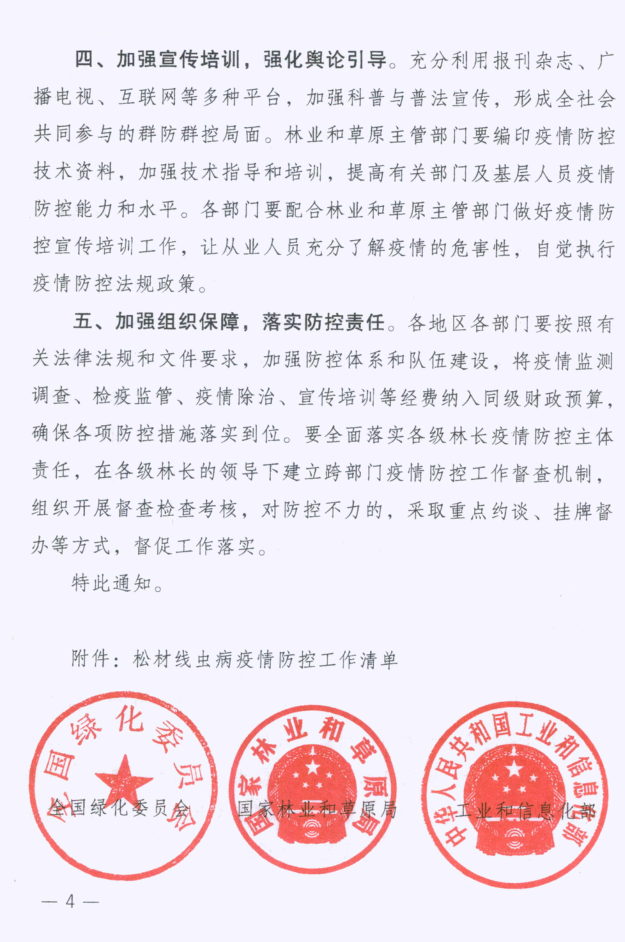 四、加强宣传培训，强化舆论引导。充分利用报刊杂志、广
播电视、互联网等多种平台，加强科普与普法宣传，形成全社会
共同参与的群防群控局面。林业和草原主管部门要编印疫情防控
技术资料，加强技术指导和培训，提高有关部门及基层人员疫情
防控能力和水平。各部门要配合林业和草原主管部门做好疫情防
控宣传培训工作，让从业人员充分了解疫情的危害性，自觉执行
疫情防控法规政策。
五、加强组织保障，落实防控责任。各地区各部门要按照有
关法律法规和文件要求，加强防控体系和队伍建设，将疫情监测
调查、检疫监管、疫情除治、宣传培训等经费纳入同级财政预算，
确保各项防控措施落实到位。要全面落实各级林长疫情防控主体
责任，在各级林长的领导下建立跨部门疫情防控工作督查机制，
组织开展督查检查考核，对防控不力的，采取重点约谈、挂牌督
办等方式，督促工作落实。
特此通知。
附件：松材线虫病疫情防控工作清单
全国绿化委员会
国家林业和草原局
中华人民共和国工业和信息化部
全国绿化委员会 国家林业和草原局 工业和信息化部
— 4 —